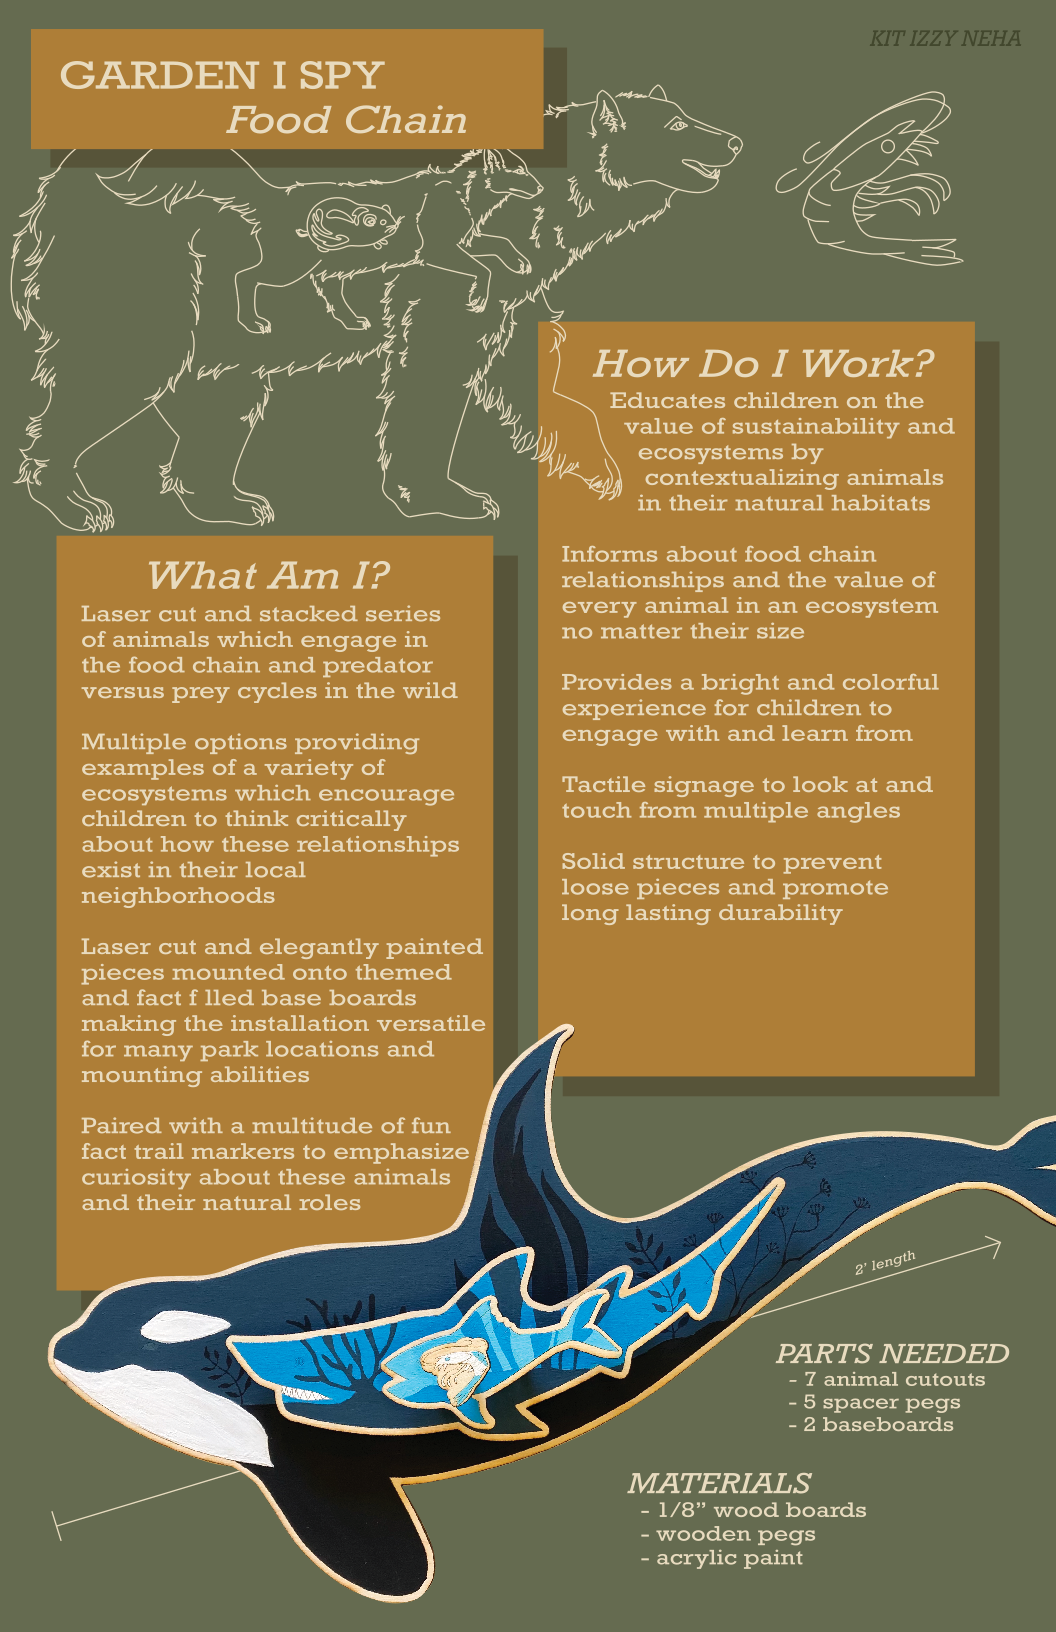 KIT IZZY NEHA
GARDEN I SPY
Food Chain
How Do I Work?
Educates children on the
value of sustainability and
ecosystems by
contextualizing animals
in their natural habitats
Informs about food chain
relationships and the value of
every animal in an ecosystem
no matter their size
Provides a bright and colorful
experience for children to
engage with and learn from
Tactile signage to look at and
touch from multiple angles
Solid structure to prevent
loose pieces and promote
long lasting durability
What Am I?
Laser cut and stacked series
of animals which engage in
the food chain and predator
versus prey cycles in the wild
Multiple options providing
examples of a variety of
ecosystems which encourage
children to think critically
about how these relationships
exist in their local
neighborhoods
Laser cut and elegantly painted
pieces mounted onto themed
and fact f lled base boards
making the installation versatile
for many park locations and
mounting abilities
Paired with a multitude of fun
fact trail markers to emphasize
curiosity about these animals
and their natural roles
2' length
PARTS NEEDED
- 7 animal cutouts
- 5 spacer pegs
- 2 baseboards
MATERIALS
- 1/8” wood boards
- wooden pegs
- acrylic paint